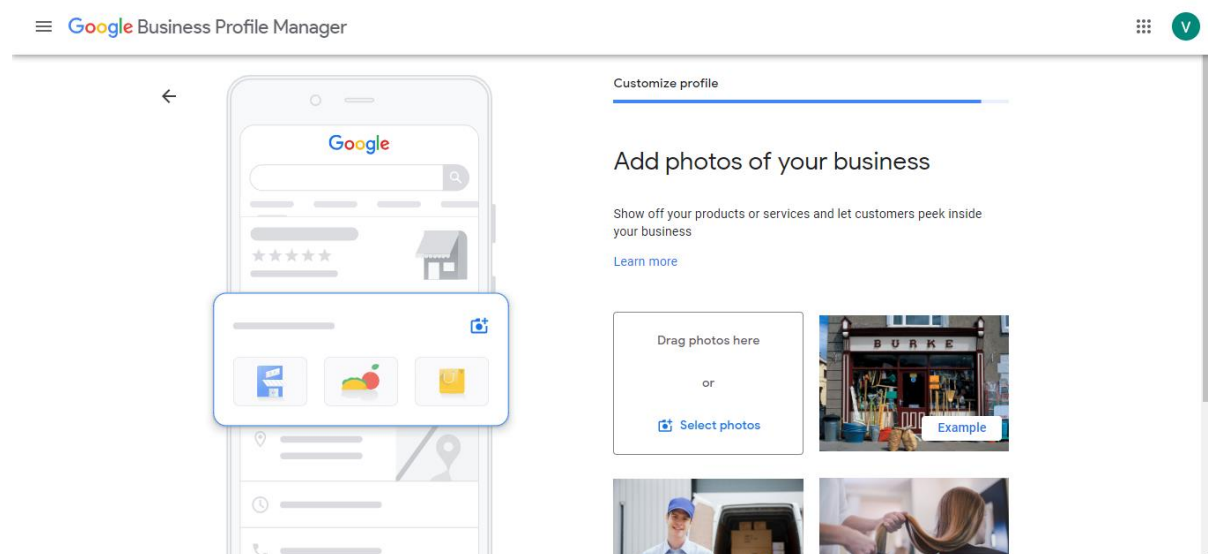 Google Business Profile Manager
V
Customize profile
Google
Add photos of your business
Show off your products or services and let customers peek inside
your business
Learn more
Drag photos here
or
Select photos
BURKE
Example